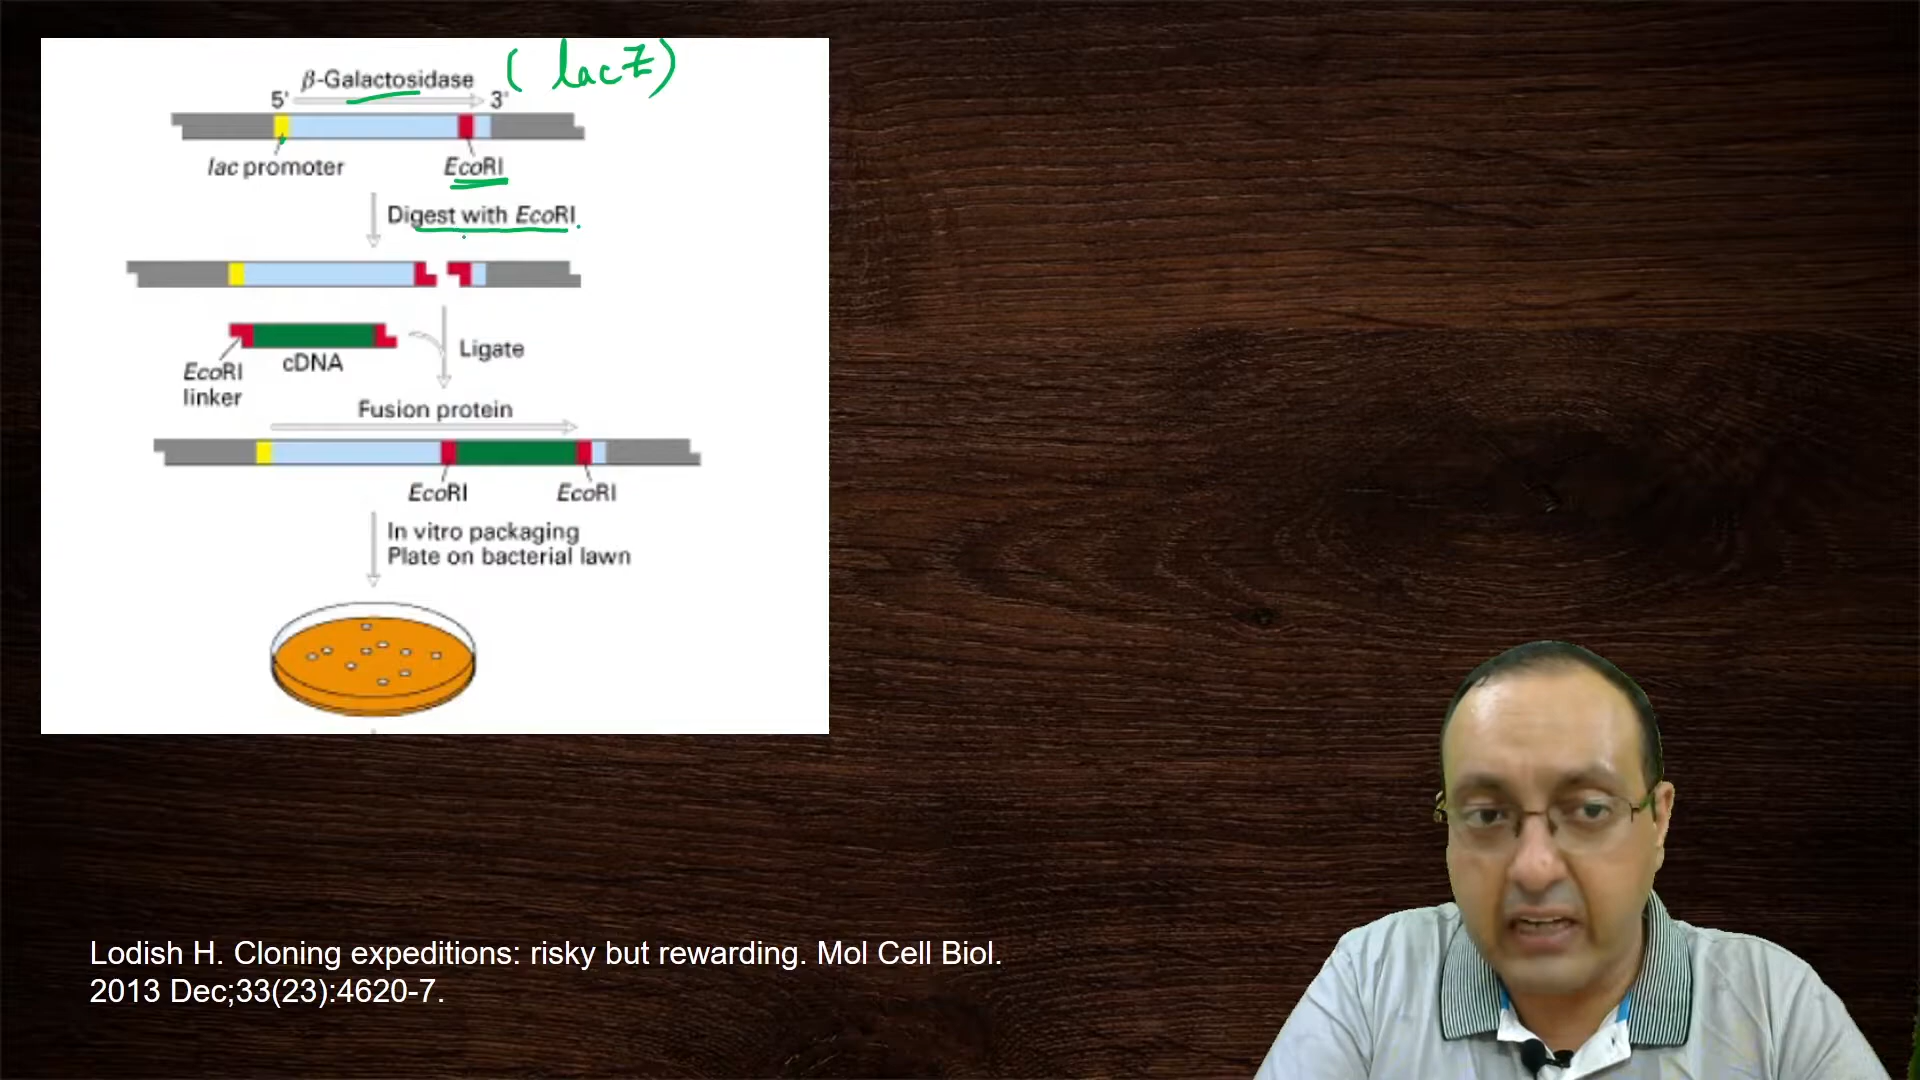 β-Galactosidase (lacZ)
5' 3'
lac promoter EcoRI
Digest with EcoRI
Ligate
EcoRI
linker
cDNA
Fusion protein
EcoRI EcoRI
In vitro packaging
Plate on bacterial lawn
Lodish H. Cloning expeditions: risky but rewarding. Mol Cell Biol.
2013 Dec;33(23):4620-7.